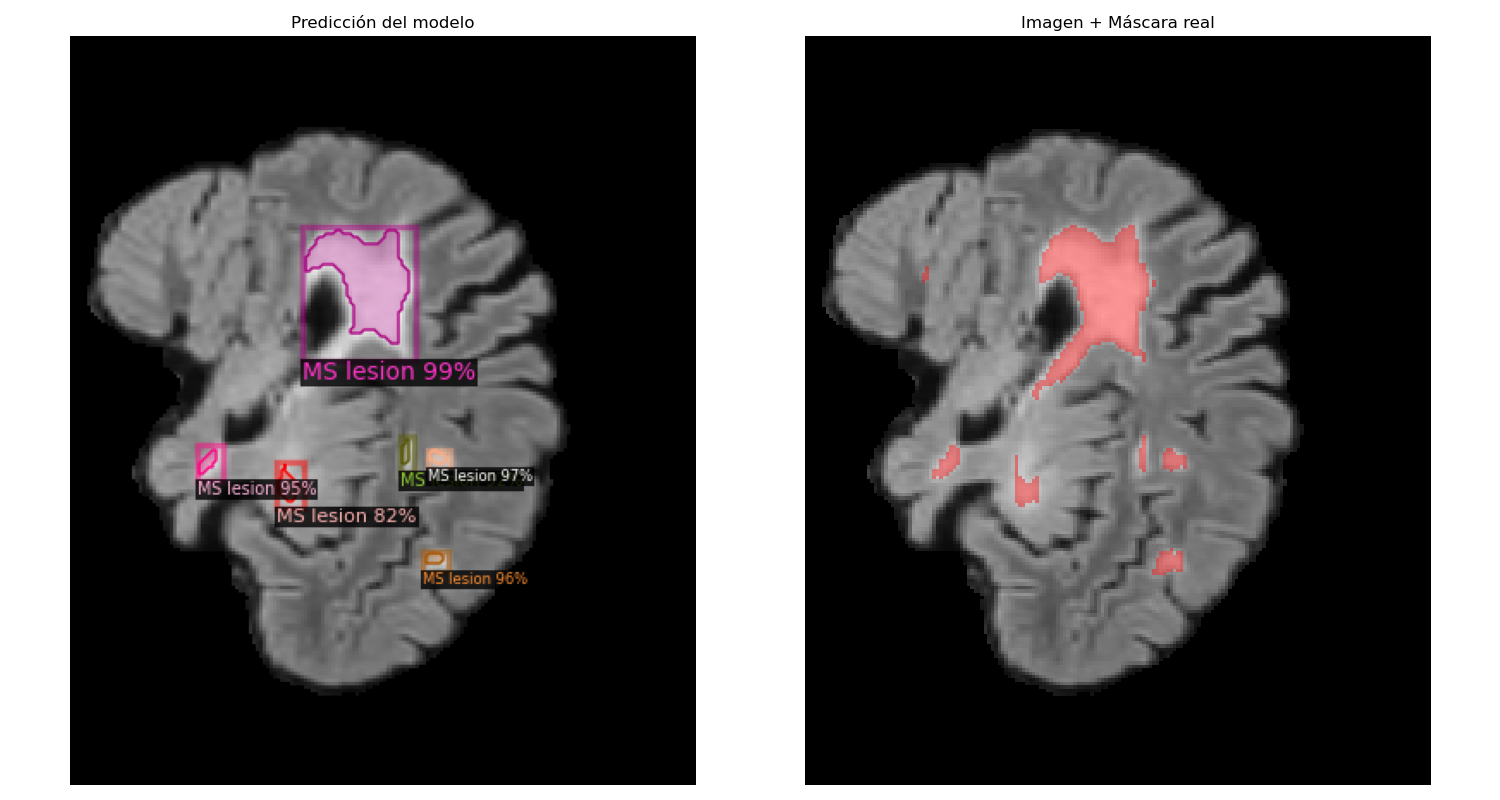 Predicción del modelo
Imagen + Máscara real
MS lesion 99%
MS lesion 95%
MS
MS lesion 97%
MS lesion 82%
MS lesion 96%